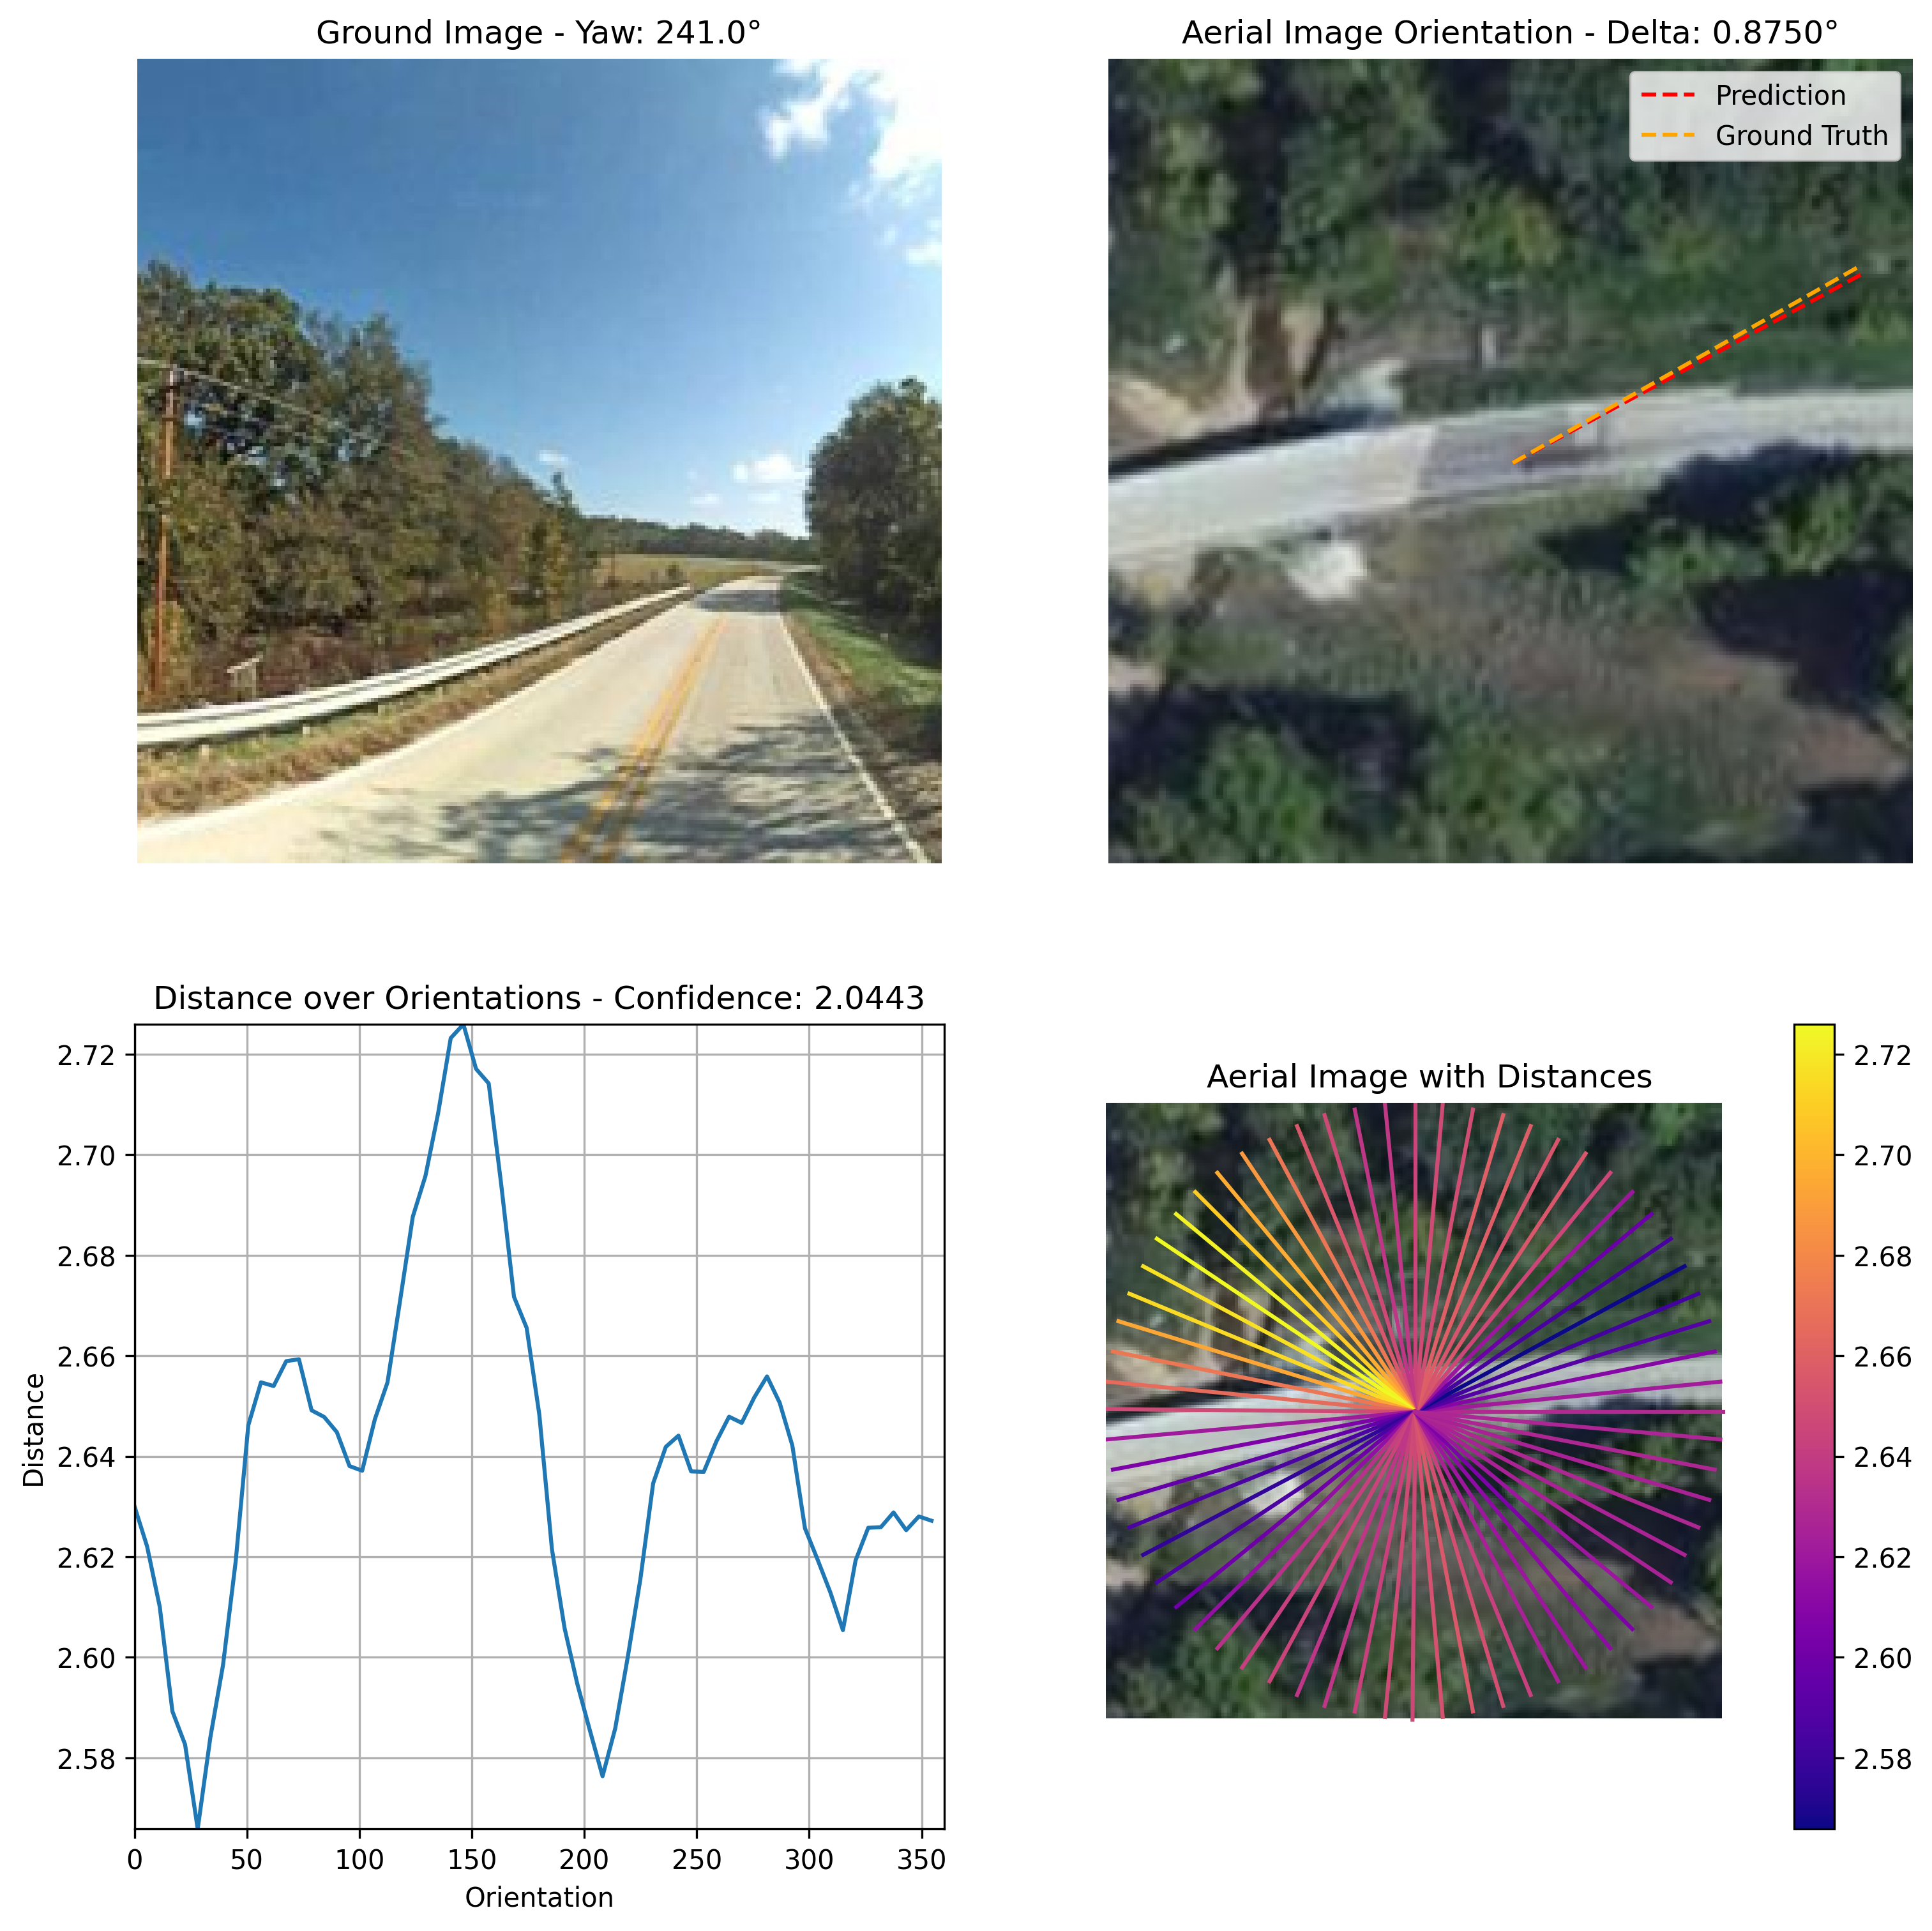 Ground Image - Yaw: 241.0°
Aerial Image Orientation - Delta: 0.8750°
Prediction
Ground Truth
Distance over Orientations - Confidence: 2.0443
2.72
2.70
2.68
2.66
2.64
2.62
2.60
2.58
Distance
0 50 100 150 200 250 300 350
Orientation
Aerial Image with Distances
2.72
2.70
2.68
2.66
2.64
2.62
2.60
2.58